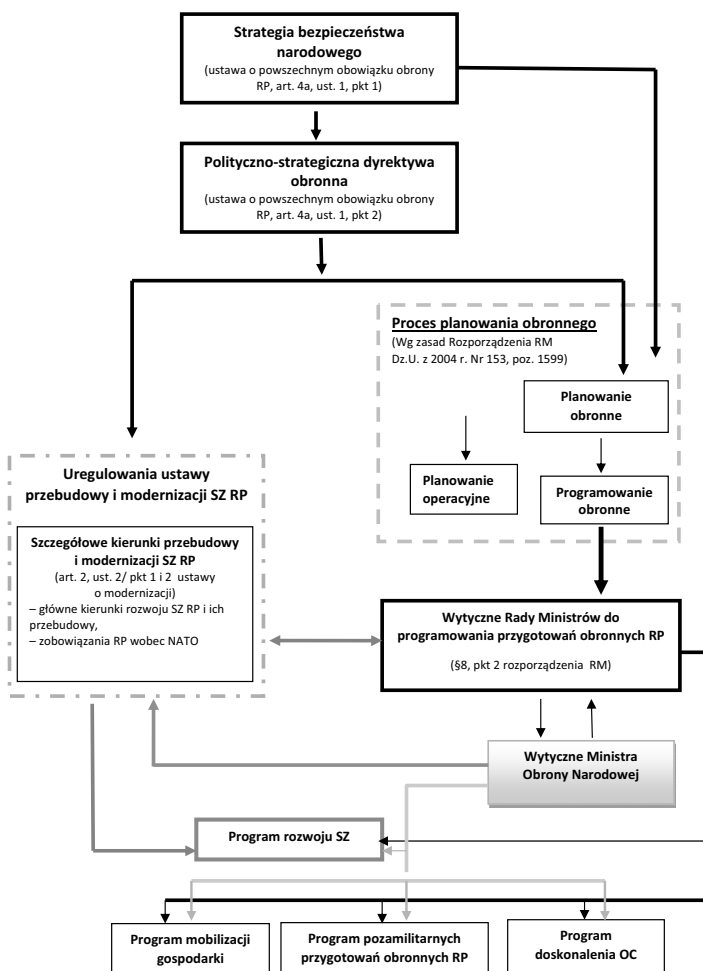 Strategia bezpieczeństwa
narodowego
(ustawa o powszechnym obowiązku obrony
RP, art. 4a, ust. 1, pkt 1)
Polityczno-strategiczna dyrektywa
obronna
(ustawa o powszechnym obowiązku obrony
RP, art. 4a, ust. 1, pkt 2)
Proces planowania obronnego
(Wg zasad Rozporządzenia RM
Dz.U. z 2004 r. Nr 153, poz. 1599)
Planowanie
obronne
Planowanie
operacyjne
Programowanie
obronne
Uregulowania ustawy
przebudowy i modernizacji SZ RP
Szczegółowe kierunki przebudowy
i modernizacji SZ RP
(art. 2, ust. 2/ pkt 1 i 2 ustawy
o modernizacji)
– główne kierunki rozwoju SZ RP i ich
przebudowy,
– zobowiązania RP wobec NATO
Wytyczne Rady Ministrów do
programowania przygotowań obronnych RP
(§8, pkt 2 rozporządzenia RM)
Wytyczne Ministra
Obrony Narodowej
Program rozwoju SZ
Program mobilizacji
gospodarki
Program pozamilitarnych
przygotowań obronnych RP
Program
doskonalenia OC